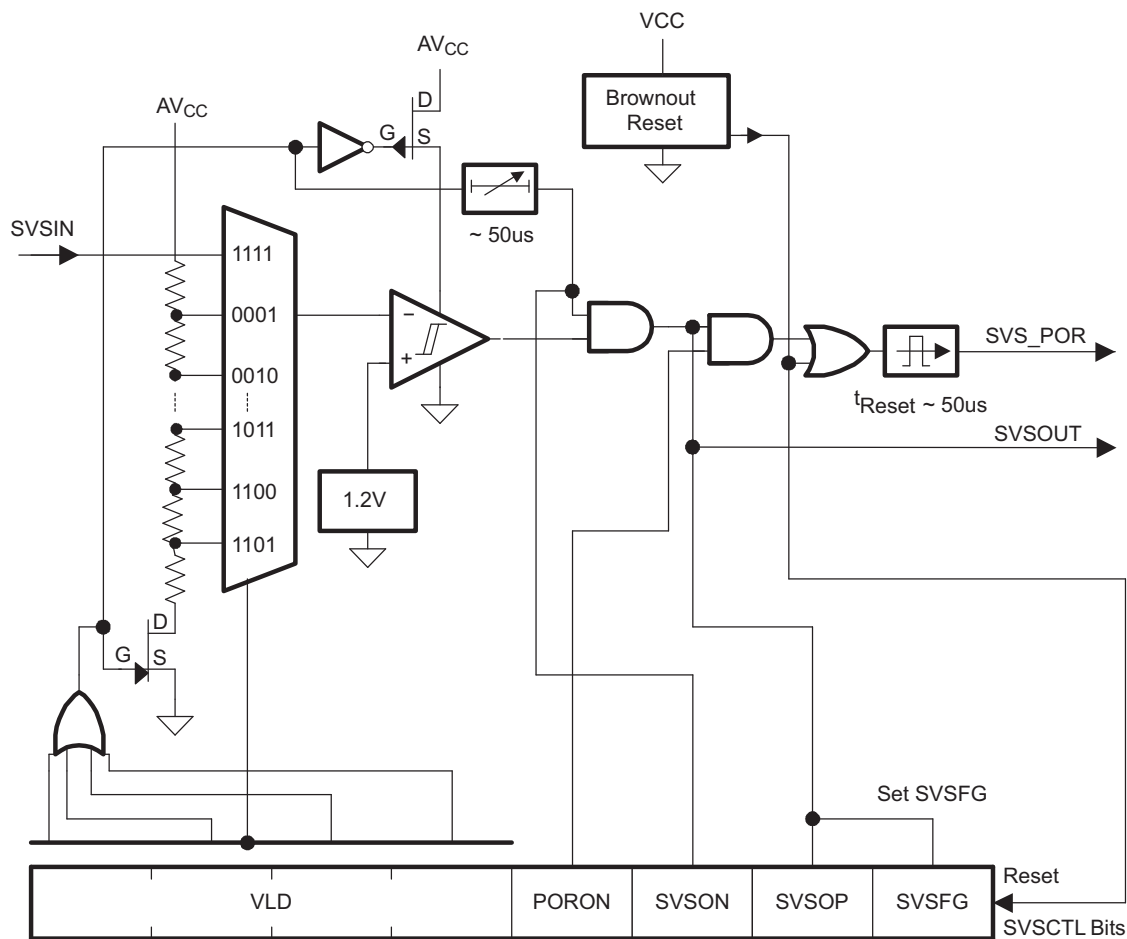 VCC
AVCC
AVCC
Brownout
Reset
D
G
S
SVSIN
~ 50us
1111
0001
0010
1011
1100
1101
–
+
1.2V
SVS_POR
tReset ~ 50us
SVSOUT
D
G
S
Set SVSFG
VLD
PORON
SVSON
SVSOP
SVSFG
Reset
SVSCTL Bits